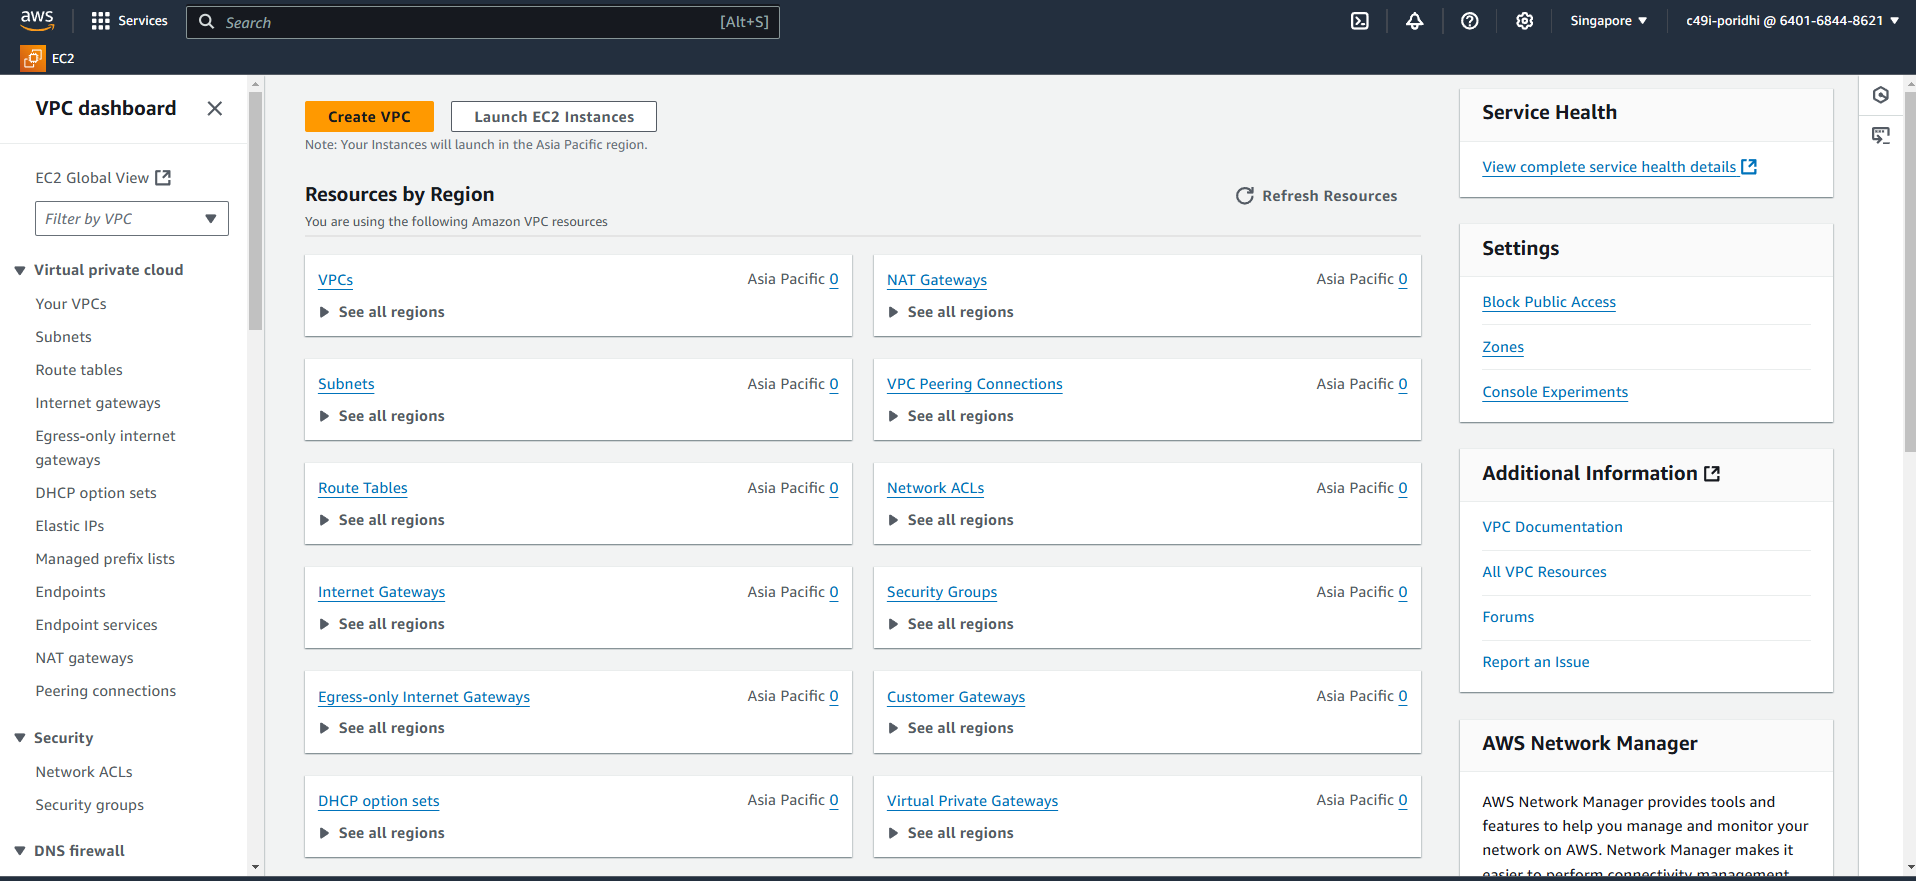 aws
Services
Search
[Alt+S]
Singapore
c49i-poridhi @ 6401-6844-8621
EC2
VPC dashboard
EC2 Global View
Filter by VPC
Virtual private cloud
Your VPCs
Subnets
Route tables
Internet gateways
Egress-only internet
gateways
DHCP option sets
Elastic IPs
Managed prefix lists
Endpoints
Endpoint services
NAT gateways
Peering connections
Security
Network ACLs
Security groups
DNS firewall
Create VPC
Launch EC2 Instances
Note: Your Instances will launch in the Asia Pacific region.
Resources by Region
Refresh Resources
You are using the following Amazon VPC resources
VPCs
Asia Pacific 0
See all regions
NAT Gateways
Asia Pacific 0
See all regions
Subnets
Asia Pacific 0
See all regions
VPC Peering Connections
Asia Pacific 0
See all regions
Route Tables
Asia Pacific 0
See all regions
Network ACLs
Asia Pacific 0
See all regions
Internet Gateways
Asia Pacific 0
See all regions
Security Groups
Asia Pacific 0
See all regions
Egress-only Internet Gateways
Asia Pacific 0
See all regions
Customer Gateways
Asia Pacific 0
See all regions
DHCP option sets
Asia Pacific 0
See all regions
Virtual Private Gateways
Asia Pacific 0
See all regions
Service Health
View complete service health details
Settings
Block Public Access
Zones
Console Experiments
Additional Information
VPC Documentation
All VPC Resources
Forums
Report an Issue
AWS Network Manager
AWS Network Manager provides tools and
features to help you manage and monitor your
network on AWS. Network Manager makes it
easier to perform connectivity management